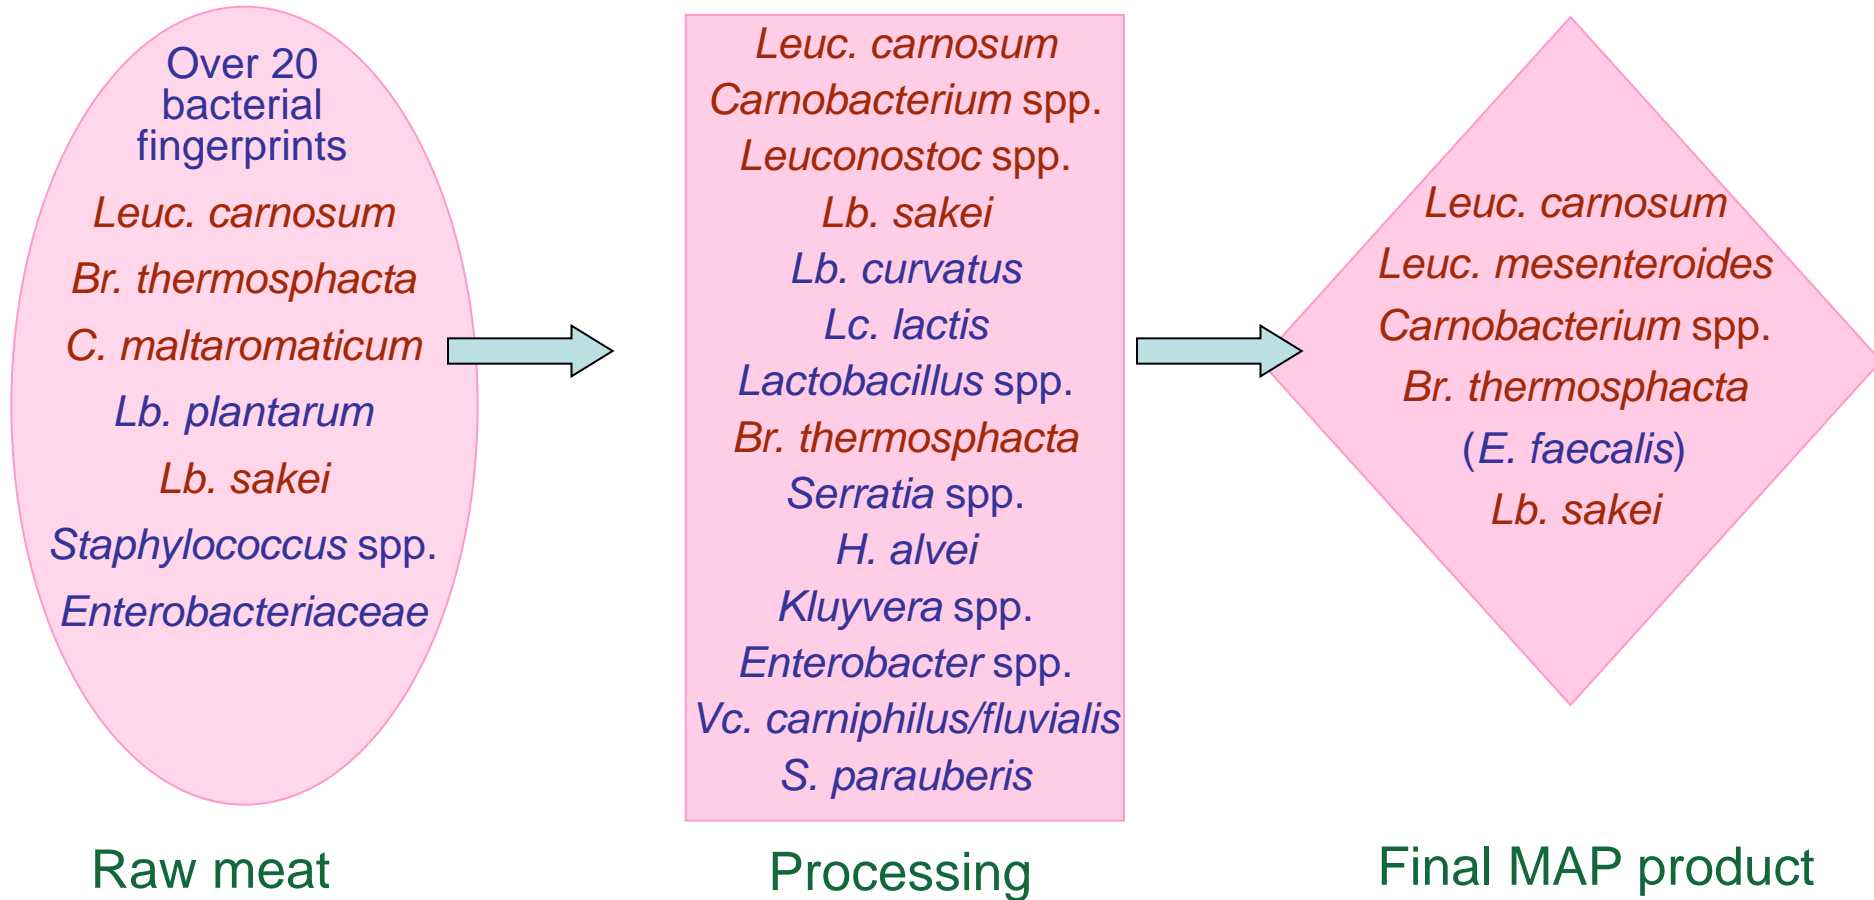 Over 20
bacterial
fingerprints
Leuc. carnosum
Br. thermosphacta
C. maltaromaticum
Lb. plantarum
Lb. sakei
Staphylococcus spp.
Enterobacteriaceae
Raw meat
Leuc. carnosum
Carnobacterium spp.
Leuconostoc spp.
Lb. sakei
Lb. curvatus
Lc. lactis
Lactobacillus spp.
Br. thermosphacta
Serratia spp.
H. alvei
Kluyvera spp.
Enterobacter spp.
Vc. carniphilus/fluvialis
S. parauberis
Processing
Leuc. carnosum
Leuc. mesenteroides
Carnobacterium spp.
Br. thermosphacta
(E. faecalis)
Lb. sakei
Final MAP product